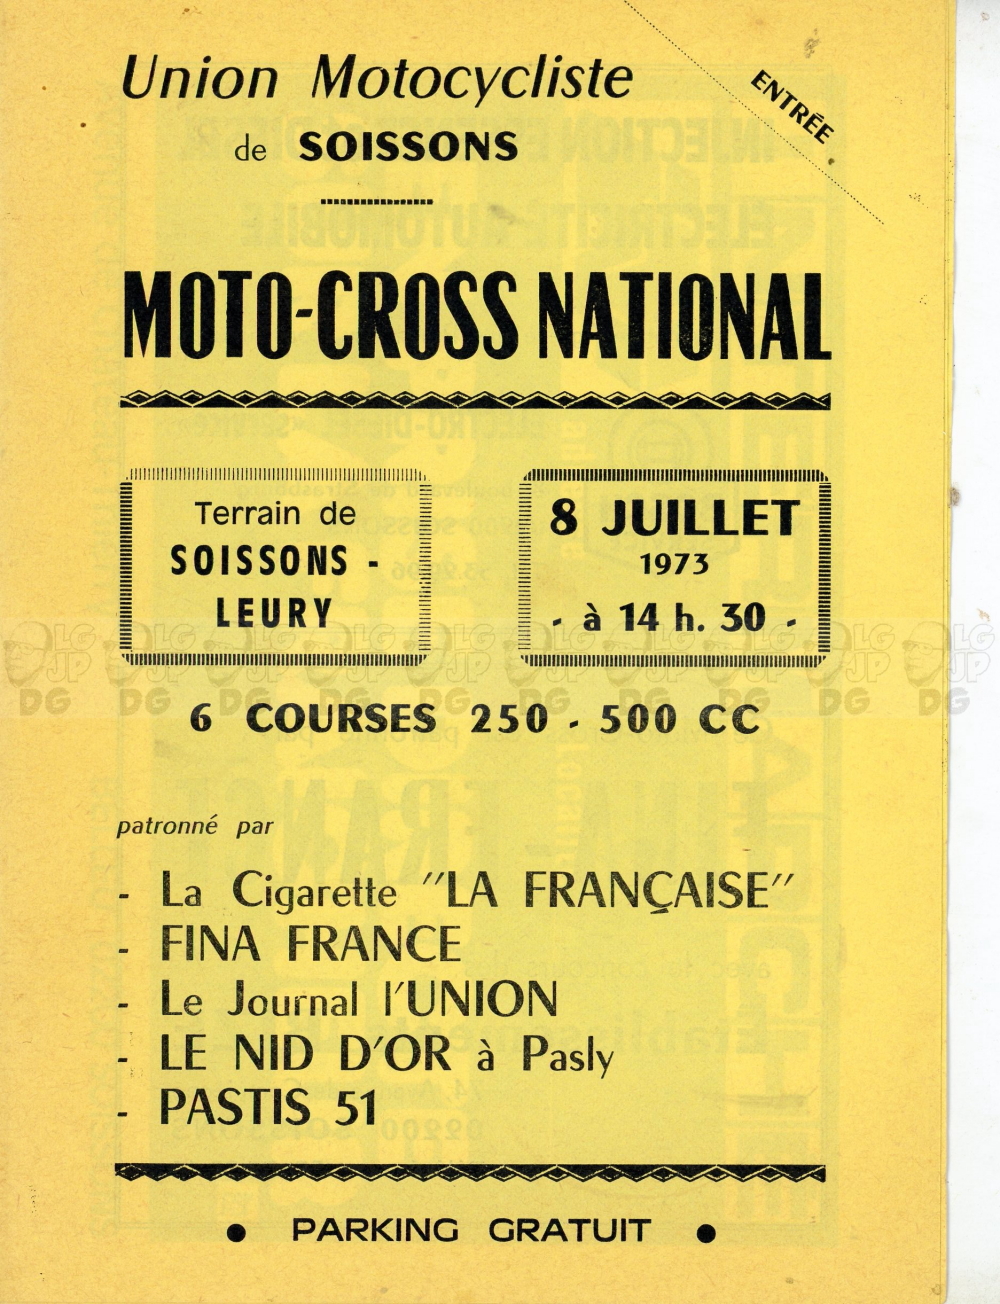 Union Motocycliste
de SOISSONS
ENTRÉE
MOTO-CROSS NATIONAL
Terrain de
SOISSONS -
LEURY
8 JUILLET
1973
- à 14 h. 30 -
6 COURSES 250 - 500 CC
patronné par
- La Cigarette "LA FRANÇAISE"
- FINA FRANCE
- Le Journal l'UNION
- LE NID D'OR à Pasly
- PASTIS 51
● PARKING GRATUIT ●